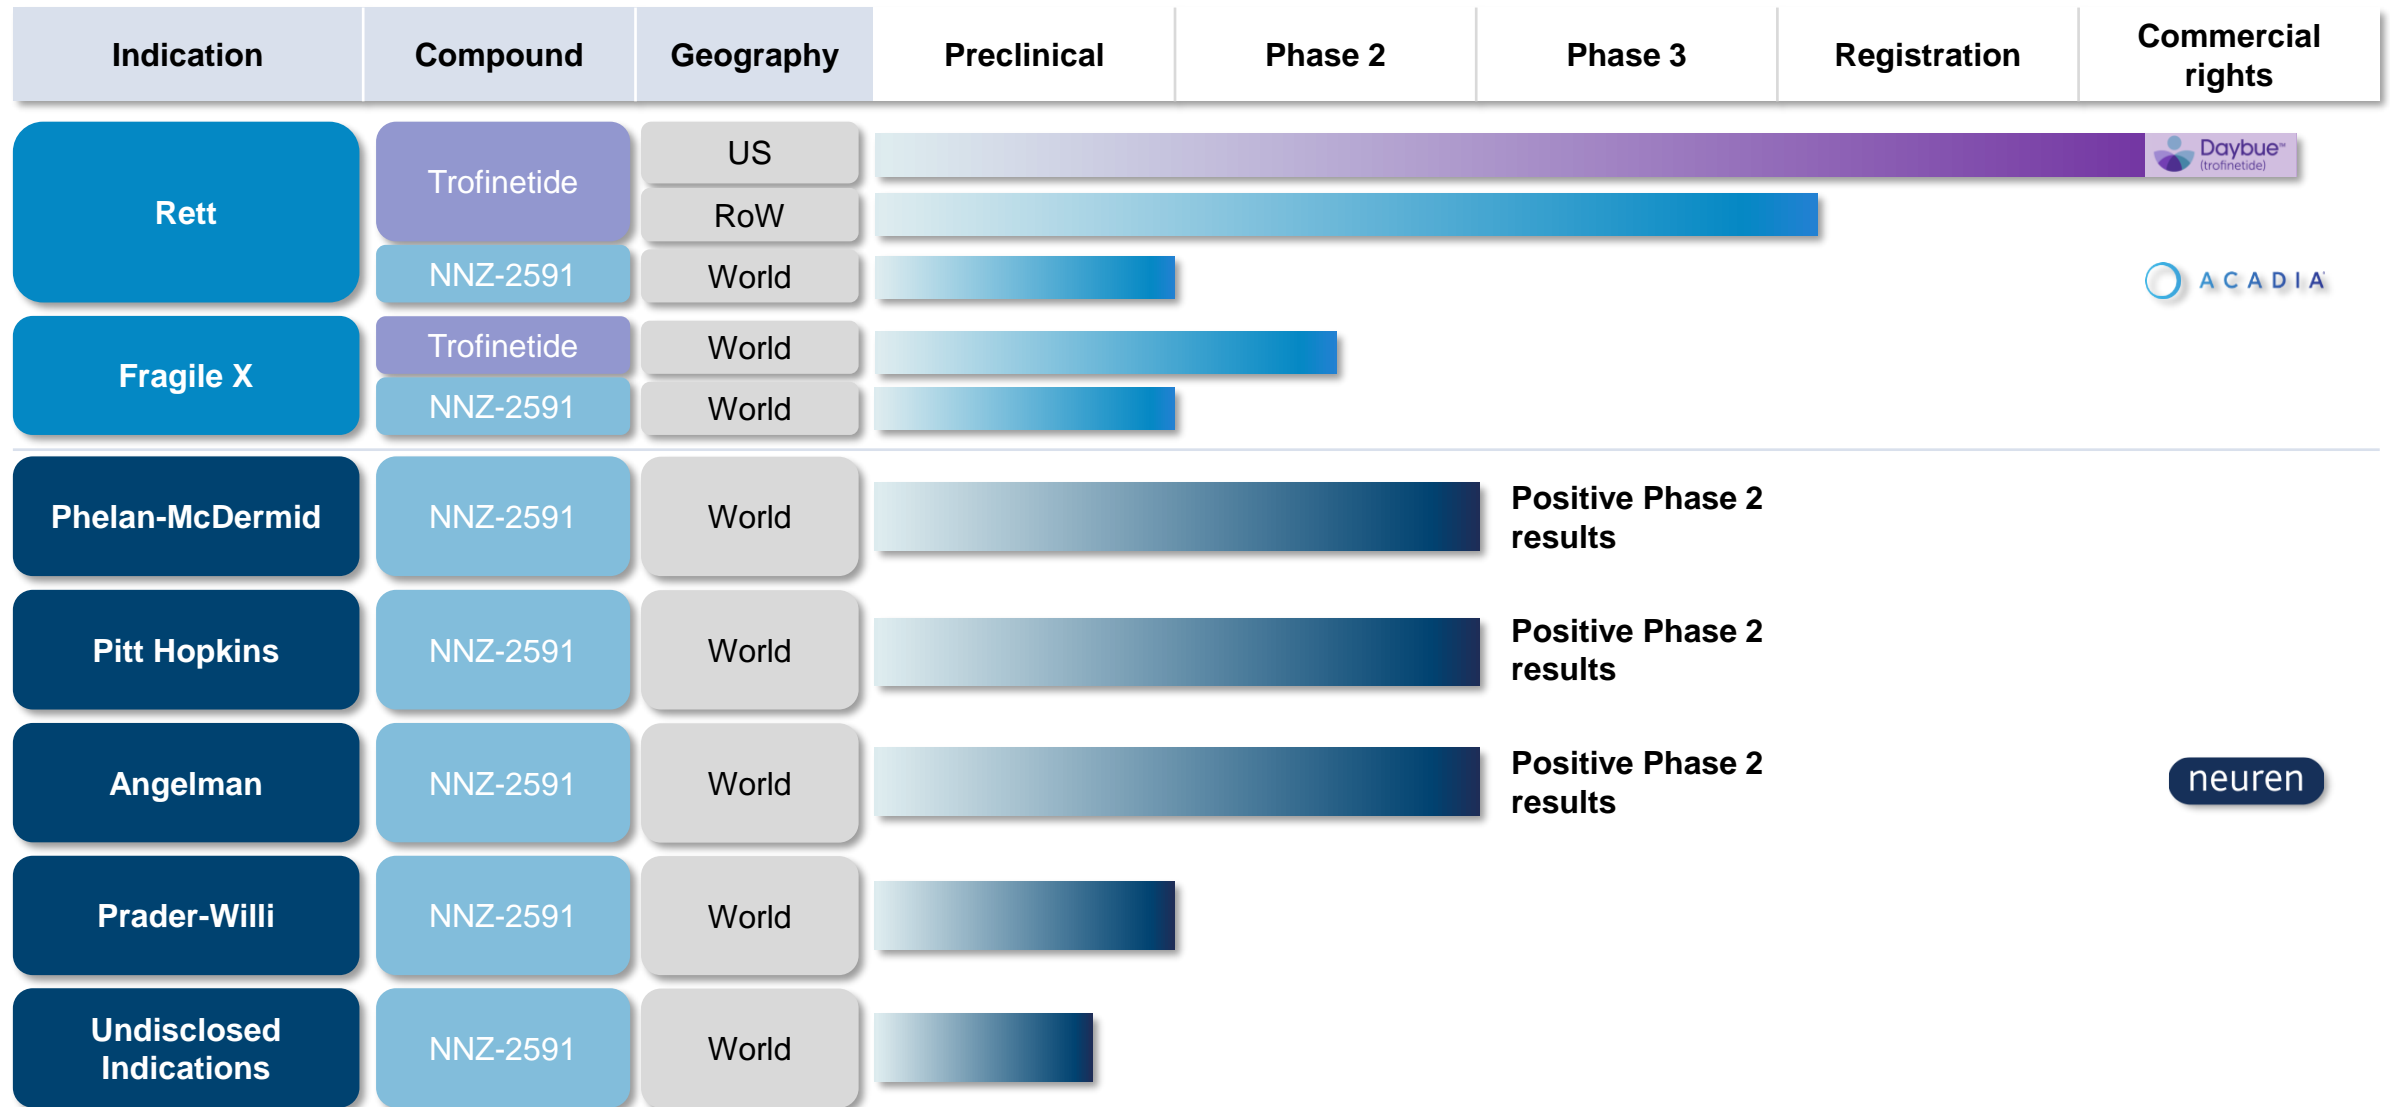 Indication Compound Geography Preclinical Phase 2 Phase 3 Registration Commercial
rights
Rett
Trofinetide
US
Daybue™
(trofinetide)
RoW
NNZ-2591
World
ACADIA
Fragile X
Trofinetide
World
NNZ-2591
World
Phelan-McDermid
NNZ-2591
World
Positive Phase 2
results
Pitt Hopkins
NNZ-2591
World
Positive Phase 2
results
Angelman
NNZ-2591
World
Positive Phase 2
results
neuren
Prader-Willi
NNZ-2591
World
Undisclosed
Indications
NNZ-2591
World